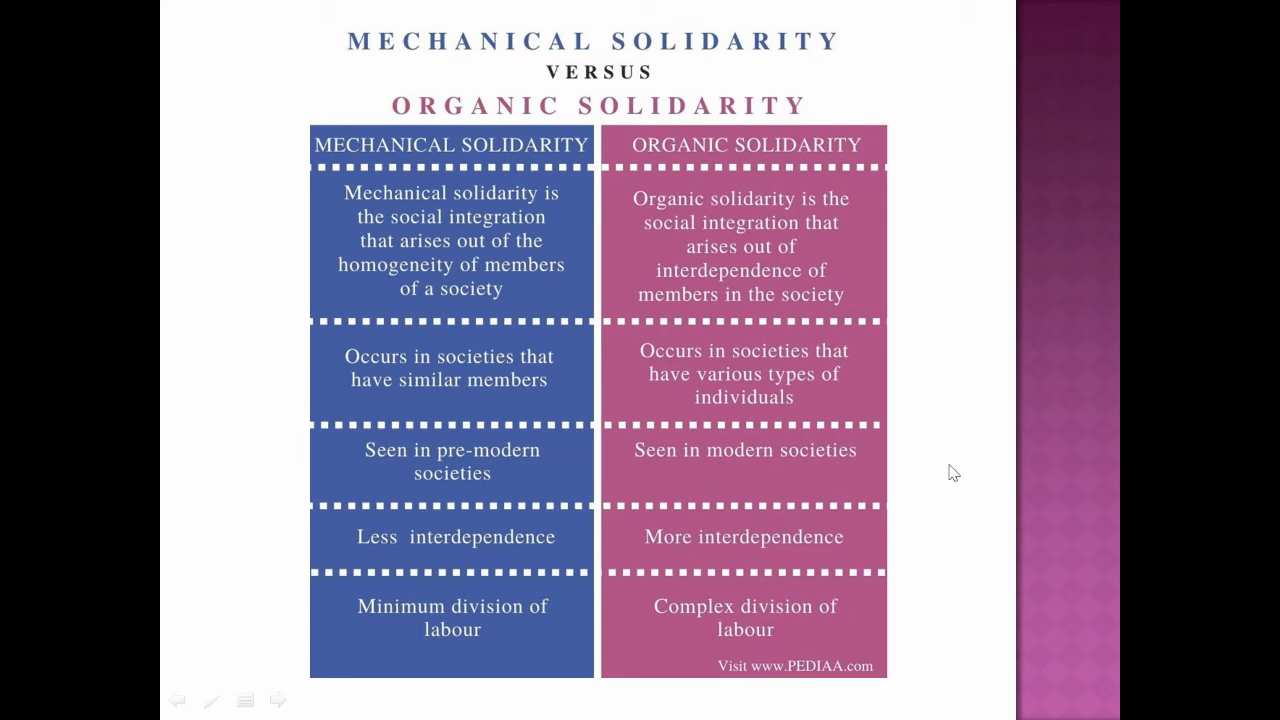 MECHANICAL SOLIDARITY
VERSUS
ORGANIC SOLIDARITY
MECHANICAL SOLIDARITY
Mechanical solidarity is
the social integration
that arises out of the
homogeneity of members
of a society
Occurs in societies that
have similar members
Seen in pre-modern
societies
Less interdependence
Minimum division of
labour
ORGANIC SOLIDARITY
Organic solidarity is the
social integration that
arises out of
interdependence of
members in the society
Occurs in societies that
have various types of
individuals
Seen in modern societies
More interdependence
Complex division of
labour
Visit www.PEDIAA.com